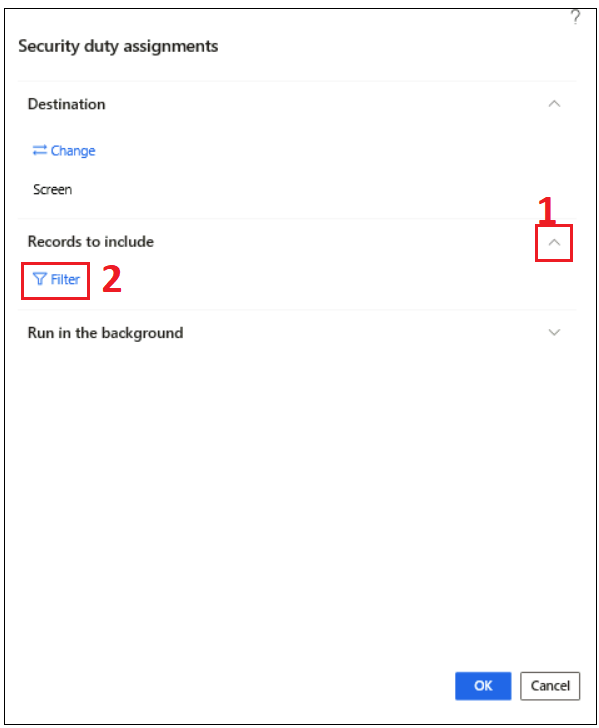 ?
Security duty assignments
Destination
Change
Screen
1
Records to include
Filter 2
Run in the background
OK Cancel